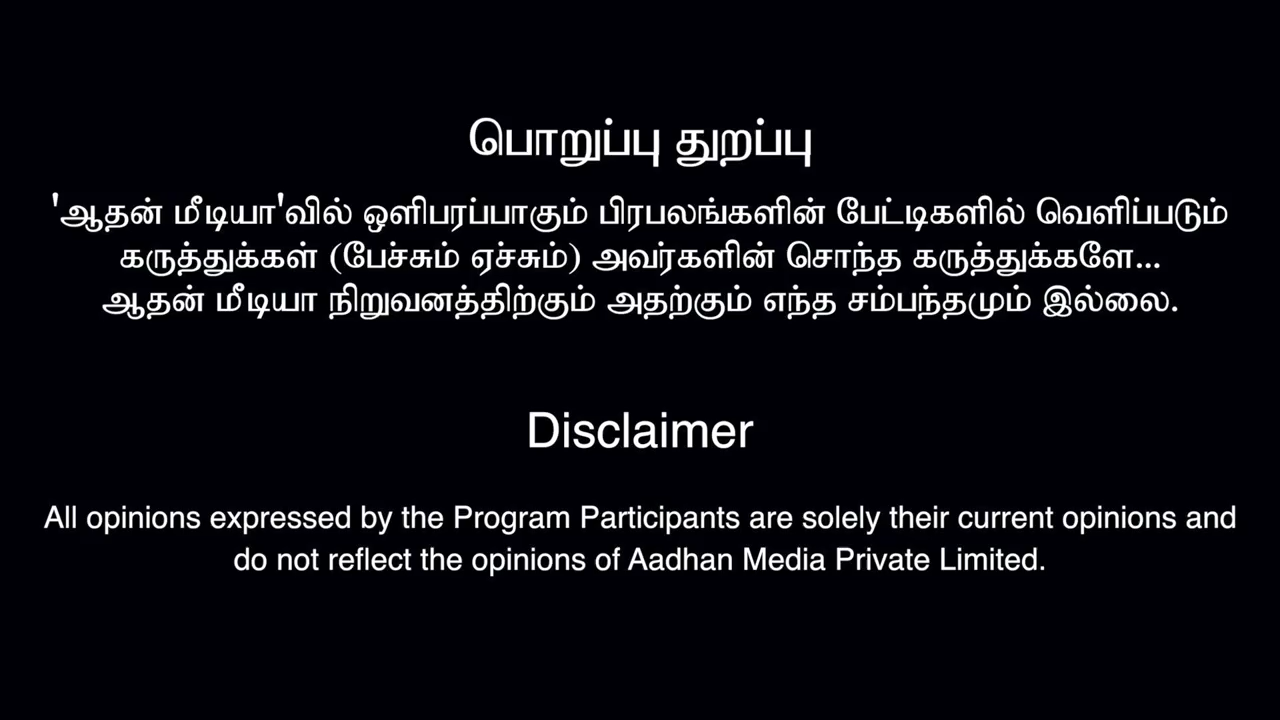 பொறுப்பு துறப்பு
'ஆதன் மீடியா'வில் ஒளிபரப்பாகும் பிரபலங்களின் பேட்டிகளில் வெளிப்படும்
கருத்துக்கள் (பேச்சும் ஏச்சும்) அவர்களின் சொந்த கருத்துக்களே...
ஆதன் மீடியா நிறுவனத்திற்கும் அதற்கும் எந்த சம்பந்தமும் இல்லை.
Disclaimer
All opinions expressed by the Program Participants are solely their current opinions and
do not reflect the opinions of Aadhan Media Private Limited.